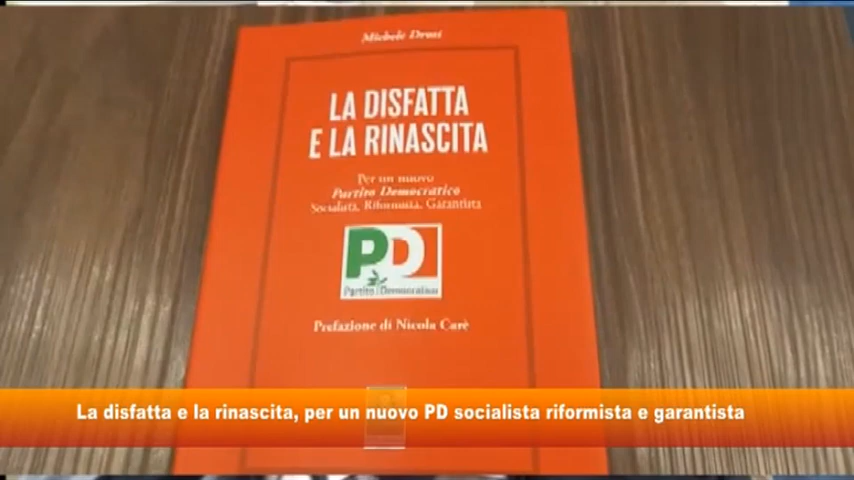 Michele Drosi
LA DISFATTA
E LA RINASCITA
Per un nuovo
Partito Democratico
Socialista, Riformista, Garantista
PD
Partito Democratico
Prefazione di Nicola Carè
La disfatta e la rinascita, per un nuovo PD socialista riformista e garantista